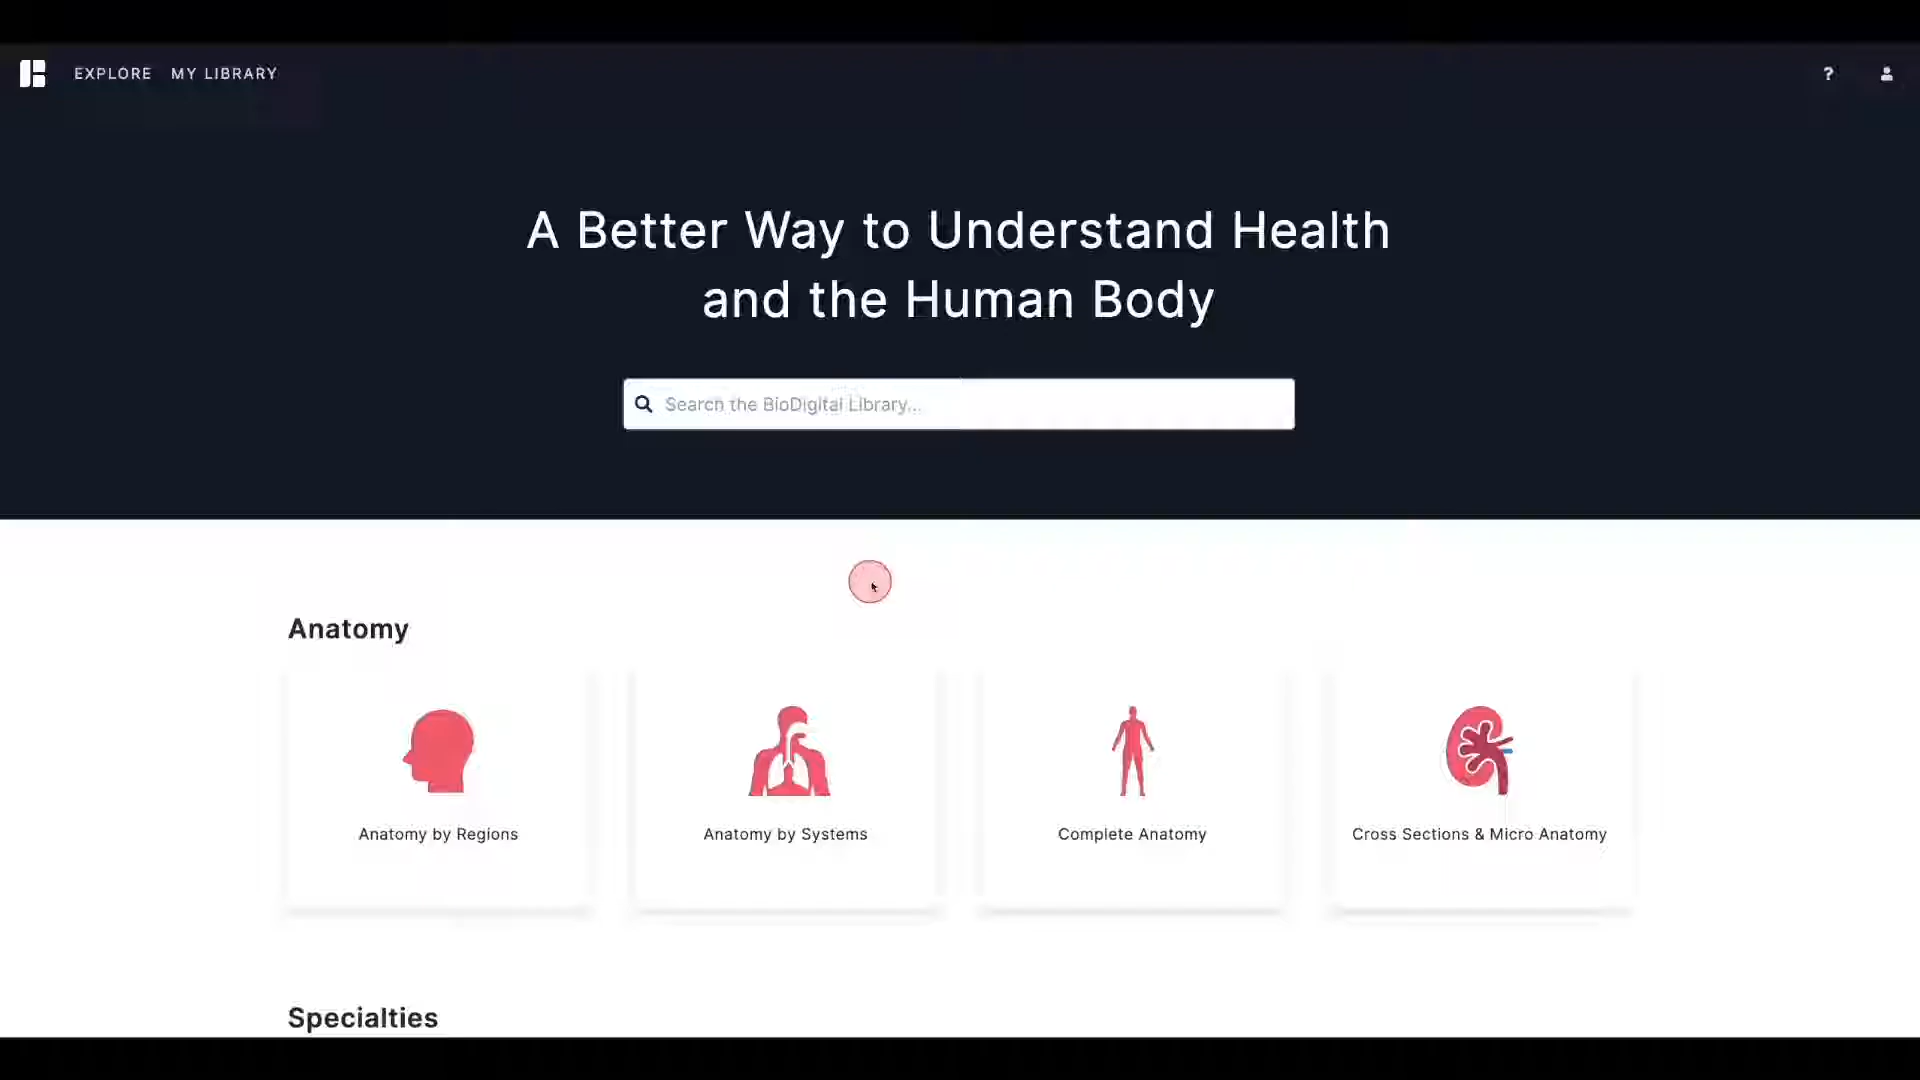 EXPLORE MY LIBRARY ?
A Better Way to Understand Health
and the Human Body
Search the BioDigital Library...
Anatomy
Anatomy by Regions
Anatomy by Systems
Complete Anatomy
Cross Sections & Micro Anatomy
Specialties